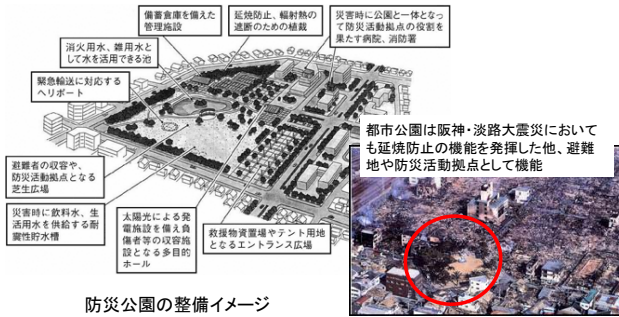 備蓄倉庫を備えた
管理施設
延焼防止、輻射熱の
遮断のための植栽
災害時に公園と一体となっ
て防災活動拠点の役割を
果たす病院、消防署
消火用水、雑用水と
して水を活用できる池
緊急輸送に対応する
ヘリポート
都市公園は阪神・淡路大震災において
も延焼防止の機能を発揮した他、避難
地や防災活動拠点として機能
避難者の収容や、
防災活動拠点となる
芝生広場
災害時に飲料水、生
活用水を供給する耐
腐性貯水槽
太陽光による発
電施設を備え負
傷者等の収容施
設となる多目的
ホール
救援物資置場やテント用地
となるエントランス広場
防災公園の整備イメージ